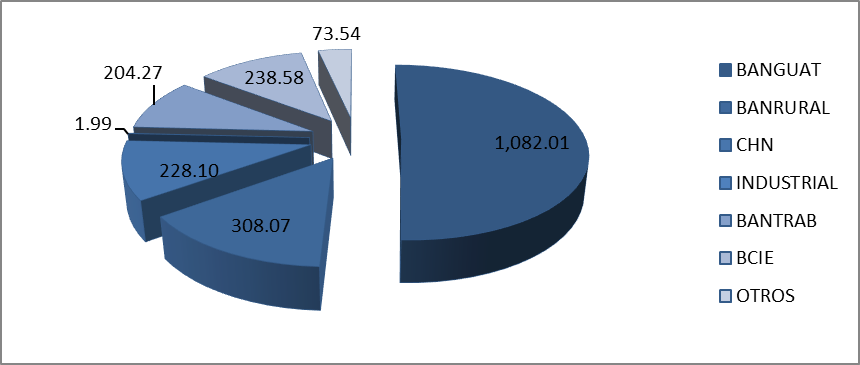 73.54
238.58
204.27
1.99
228.10
308.07
1,082.01
BANGUAT
BANRURAL
CHN
INDUSTRIAL
BANTRAB
BCIE
OTROS